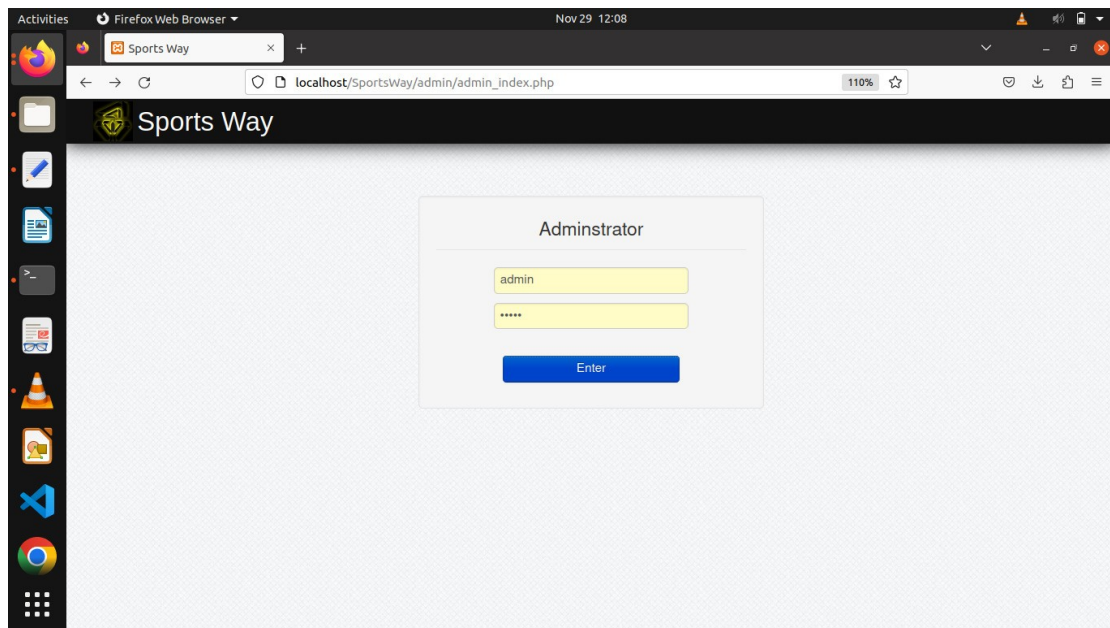 Activities Firefox Web Browser Nov 29 12:08
Sports Way
localhost/SportsWay/admin/admin_index.php 110%
Sports Way
Adminstrator
admin
•••••
Enter